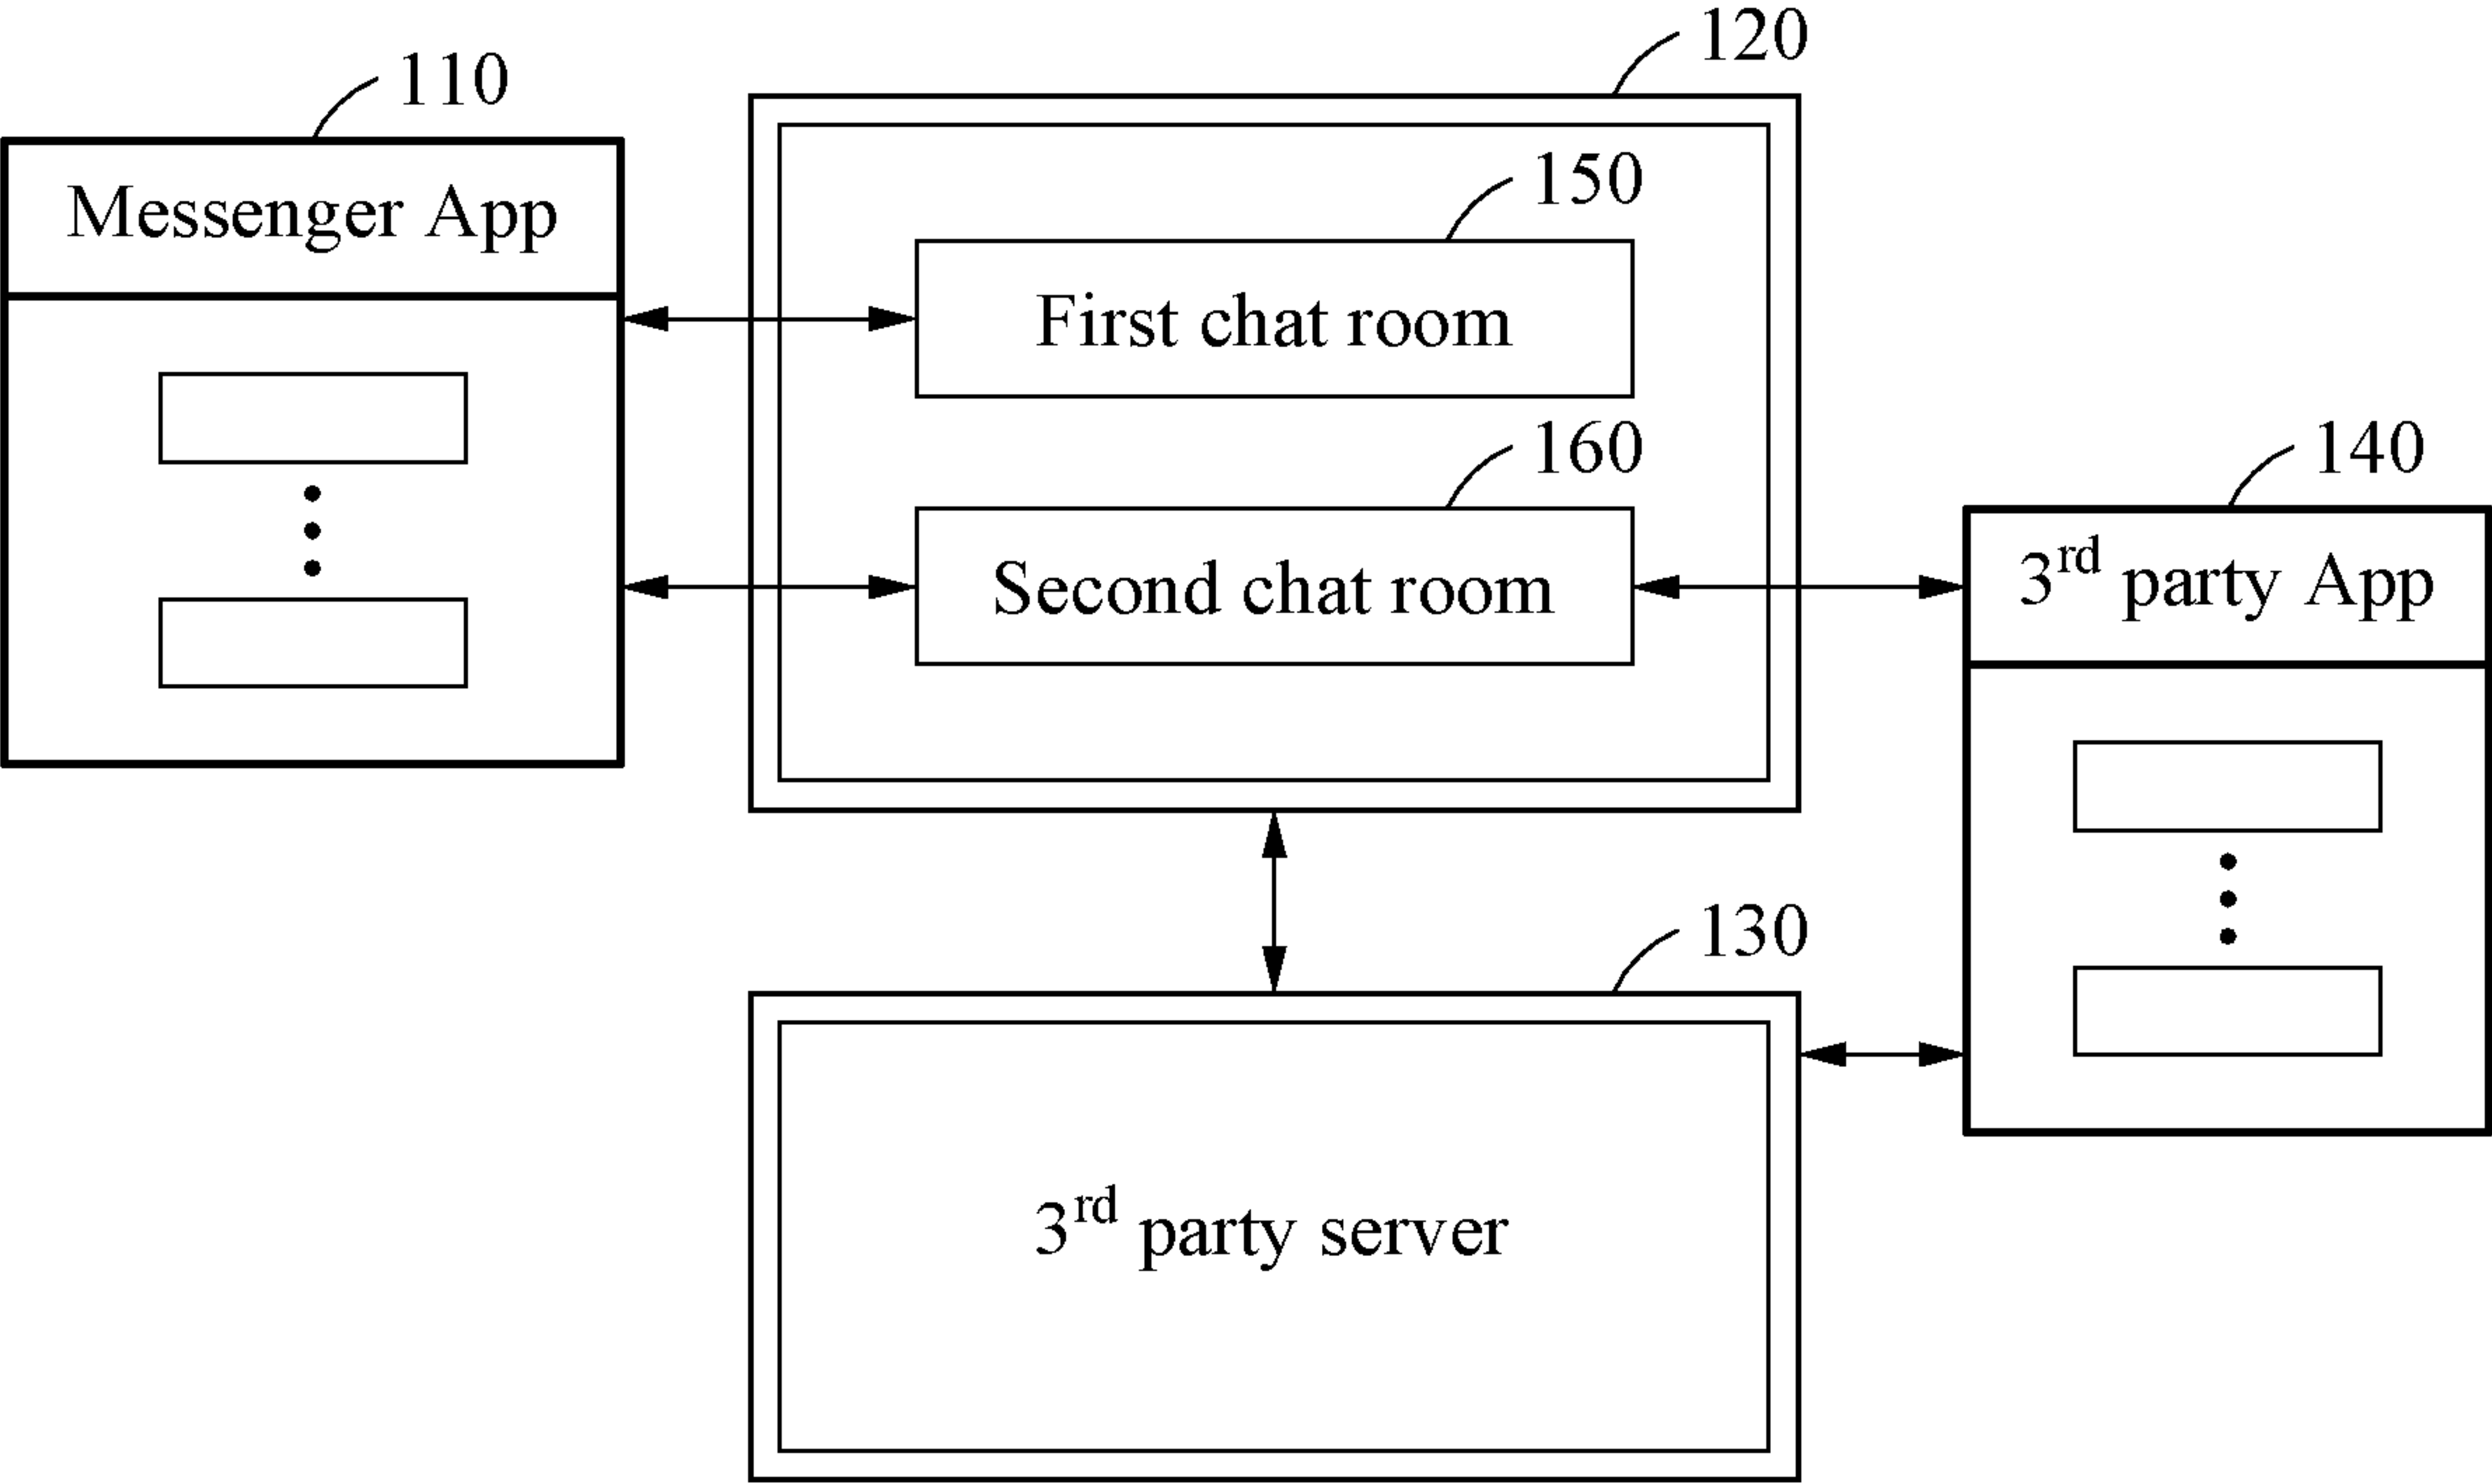 120
110
Messenger App
150
First chat room
160
Second chat room
140
3rd party App
130
3rd party server